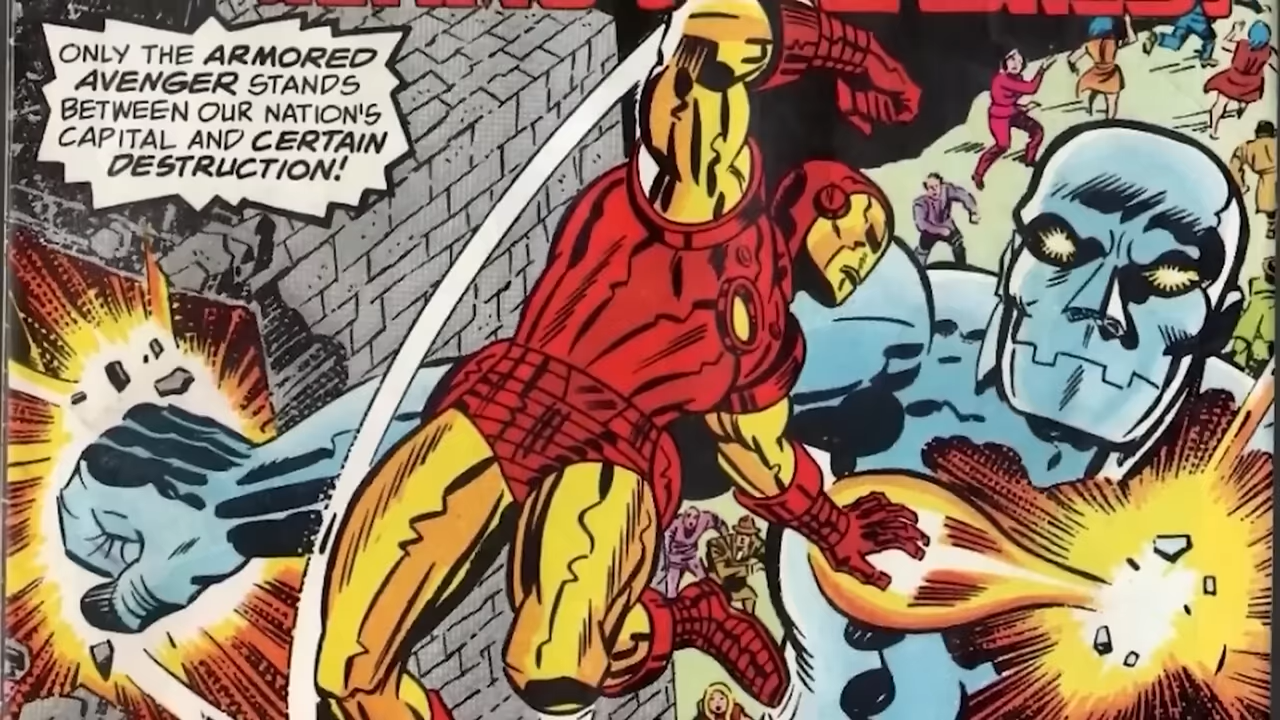 ONLY THE ARMORED
AVENGER STANDS
BETWEEN OUR NATION'S
CAPITAL AND CERTAIN
DESTRUCTION!